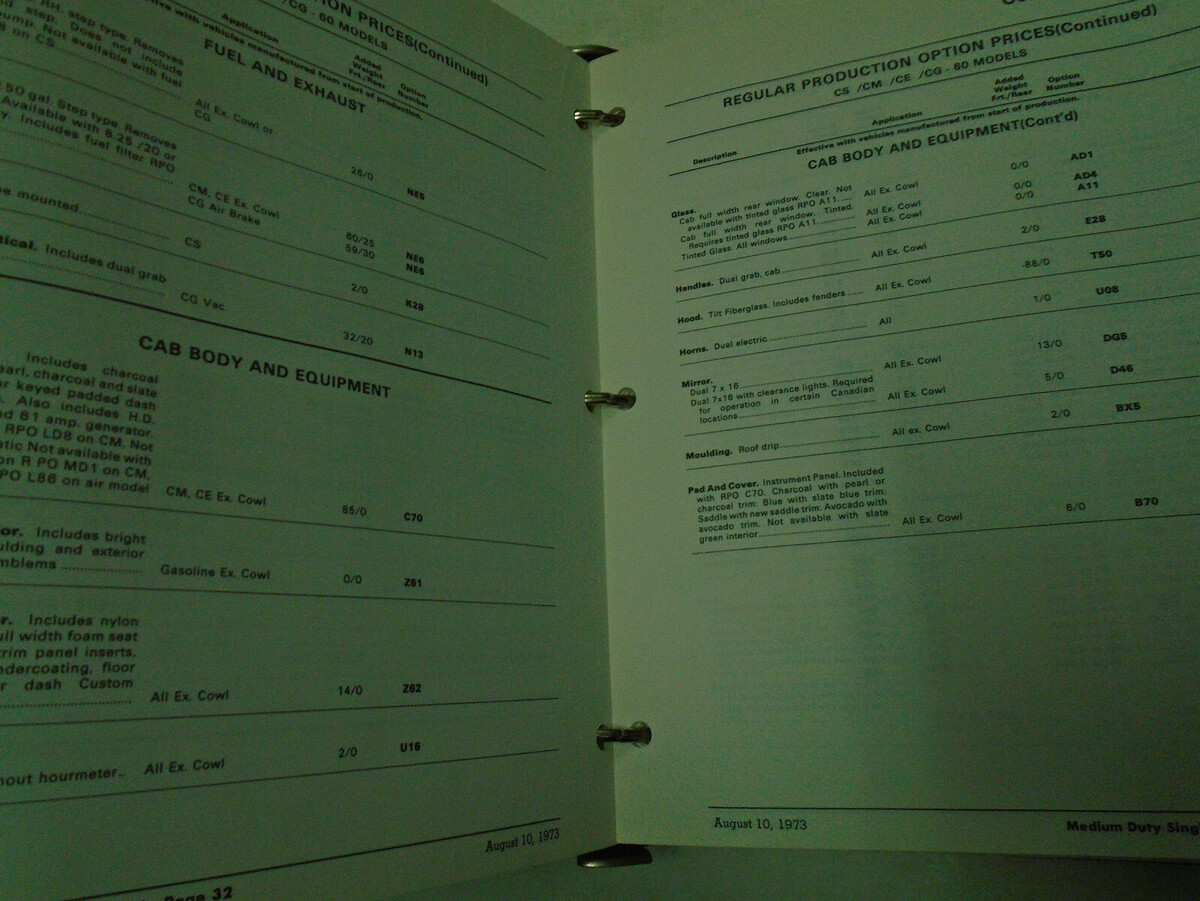 RH. step type. Removes
step. Does not include
ump. Not available with fuel
on CS
ION PRICES(Continued)
/CG - 60 MODELS
Application
Added
Weight
Frt./Rear
Option
Number
Effective with vehicles manufactured from start of production.
FUEL AND EXHAUST
All Ex. Cowl or
CG 26/0 NE5
50 gal. Step type. Removes
Available with 8.25 /20 or
Includes fuel filter RPO
CM, CE Ex. Cowl 60/25 NE6
CG Air Brake 59/30 NE6
mounted. CS 2/0 K28
tical. Includes dual grab
CG Vac. 32/20 N13
CAB BODY AND EQUIPMENT
Includes charcoal
earl, charcoal and slate
or keyed padded dash
Also includes H.D.
nd 61 amp. generator.
RPO LD8 on CM. Not
atic Not available with
on R PO MD1 on CM,
PO L86 on air model CM, CE Ex. Cowl 85/0 C70
or. Includes bright
ulding and exterior
mblems Gasoline Ex. Cowl 0/0 Z61
r. Includes nylon
ull width foam seat
trim panel inserts,
ndercoating, floor
r dash Custom
All Ex. Cowl 14/0 Z62
hout hourmeter.. All Ex. Cowl 2/0 U16
August 10, 1973
Page 32
REGULAR PRODUCTION OPTION PRICES(Continued)
CS /CM /CE /CG - 60 MODELS
Description
Application
Added
Weight
Frt./Rear
Option
Number
Effective with vehicles manufactured from start of production.
CAB BODY AND EQUIPMENT(Cont'd)
Glass.
Cab full width rear window. Clear. Not
available with tinted glass RPO A11. All Ex. Cowl 0/0 AD1
Cab full width rear window. Tinted.
Requires tinted glass RPO A11. All Ex. Cowl 0/0 AD4
Tinted Glass. All windows All Ex. Cowl 0/0 A11
Handles. Dual grab, cab All Ex. Cowl 2/0 E28
Hood. Tilt Fiberglass. Includes fenders All Ex. Cowl -88/0 T50
Horns. Dual electric All 1/0 U08
Mirror.
Dual 7 x 16 All Ex. Cowl 13/0 DG5
Dual 7x16 with clearance lights. Required
for operation in certain Canadian
locations All Ex. Cowl 5/0 D46
Moulding. Roof drip All ex. Cowl 2/0 BX5
Pad And Cover. Instrument Panel. Included
with RPO C70. Charcoal with pearl or
charcoal trim: Blue with slate blue trim;
Saddle with new saddle trim: Avocado with
avocado trim. Not available with slate
green interior All Ex. Cowl 6/0 B70
August 10, 1973
Medium Duty Sing